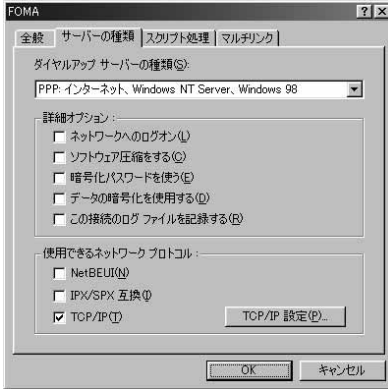 FOMA
全般 サーバーの種類 スクリプト処理 マルチリンク
ダイヤルアップ サーバーの種類(S):
PPP: インターネット、Windows NT Server、Windows 98
詳細オプション :
ネットワークへのログオン(L)
ソフトウェア圧縮をする(C)
暗号化パスワードを使う(E)
データの暗号化を使用する(D)
この接続のログ ファイルを記録する(R)
使用できるネットワーク プロトコル :
NetBEUI(N)
IPX/SPX 互換(I)
TCP/IP(T)
TCP/IP 設定(P)...
OK キャンセル